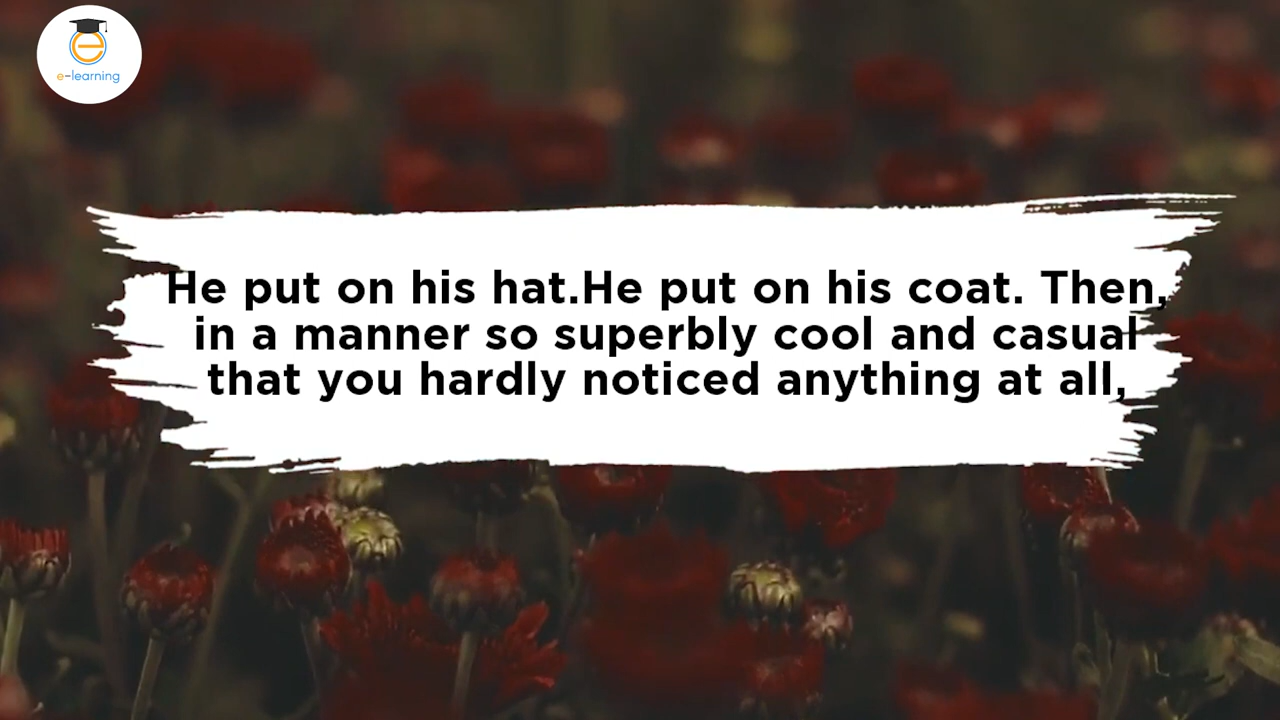 e-learning
He put on his hat.He put on his coat. Then,
in a manner so superbly cool and casual
that you hardly noticed anything at all,